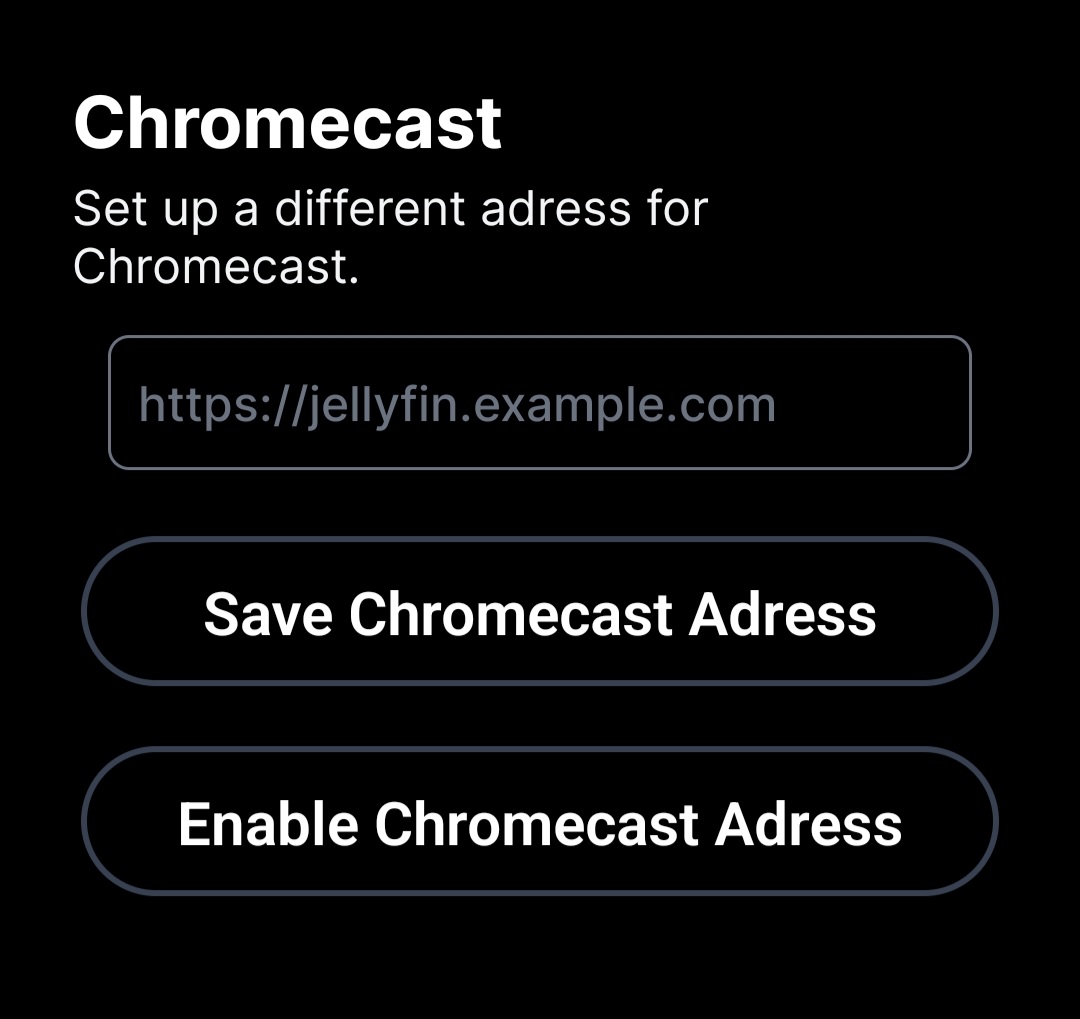 Chromecast
Set up a different adress for
Chromecast.
https://jellyfin.example.com
Save Chromecast Adress
Enable Chromecast Adress